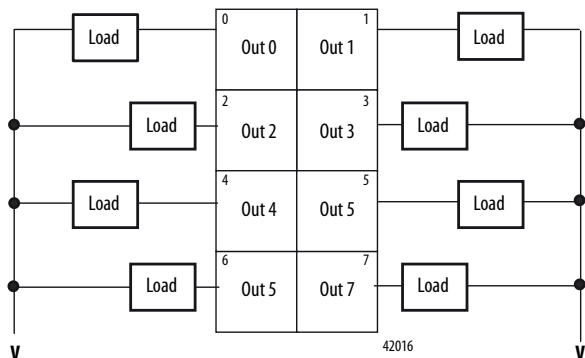 0 1
Load Out 0 Out 1 Load
2 3
Load Out 2 Out 3 Load
4 5
Load Out 4 Out 5 Load
6 7
Load Out 5 Out 7 Load
42016
V V